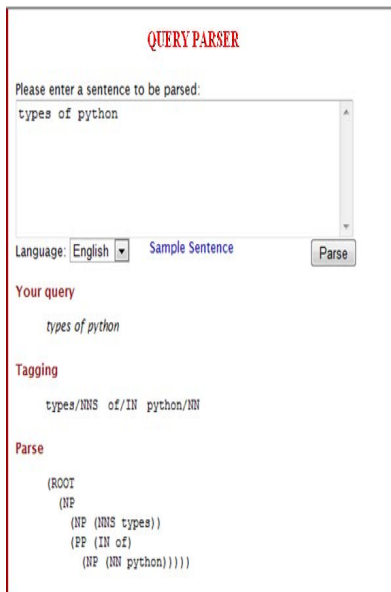 QUERY PARSER
Please enter a sentence to be parsed:
types of python
Language: English Sample Sentence Parse
Your query
types of python
Tagging
types/NNS of/IN python/NN
Parse
(ROOT
(NP
(NP (NNS types))
(PP (IN of)
(NP (NN python)))))